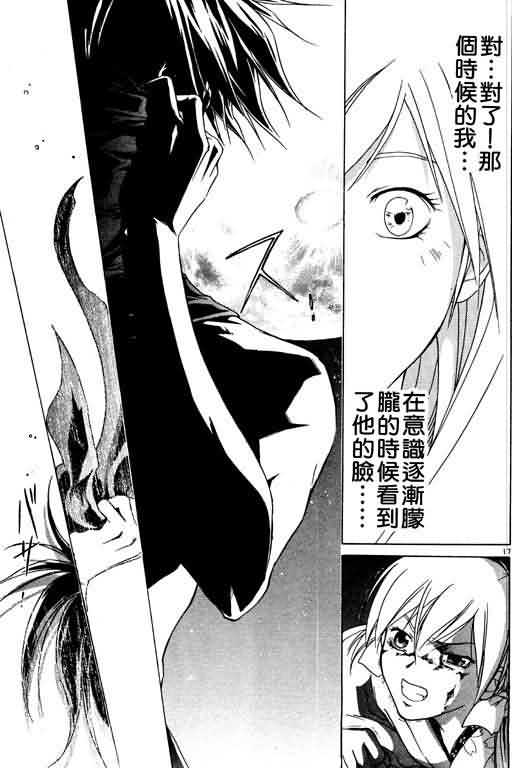 對…對了！那
個時候的我…
在意識逐漸朦
朧的時候看到
了他的臉……
17
バ